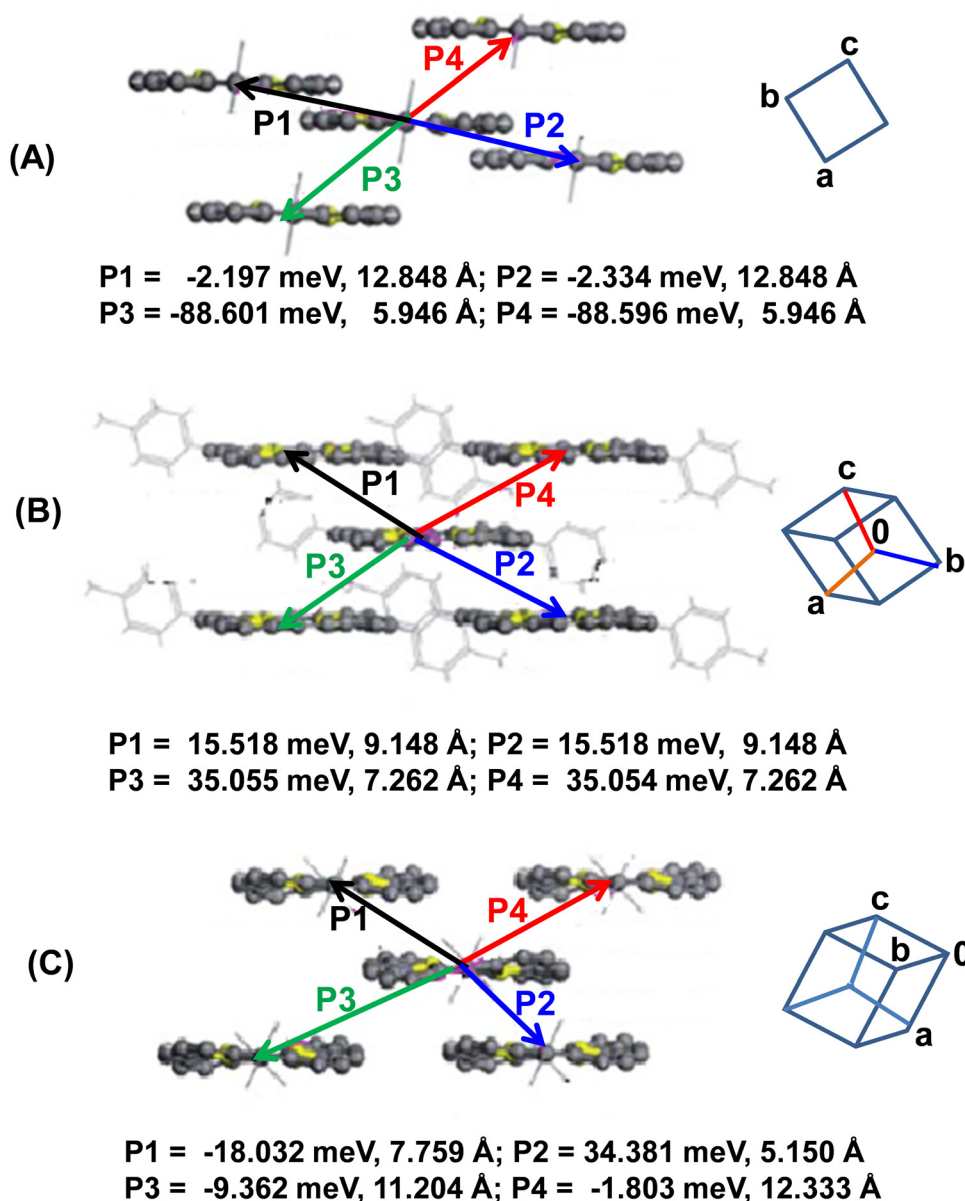 c
P4
b
P1
P2
(A)
P3
a
P1 = -2.197 meV, 12.848 Å; P2 = -2.334 meV, 12.848 Å
P3 = -88.601 meV, 5.946 Å; P4 = -88.596 meV, 5.946 Å
c
P1
P4
(B)
0
P3
P2
b
a
P1 = 15.518 meV, 9.148 Å; P2 = 15.518 meV, 9.148 Å
P3 = 35.055 meV, 7.262 Å; P4 = 35.054 meV, 7.262 Å
c
P1
P4
b
0
(C)
P3
P2
a
P1 = -18.032 meV, 7.759 Å; P2 = 34.381 meV, 5.150 Å
P3 = -9.362 meV, 11.204 Å; P4 = -1.803 meV, 12.333 Å